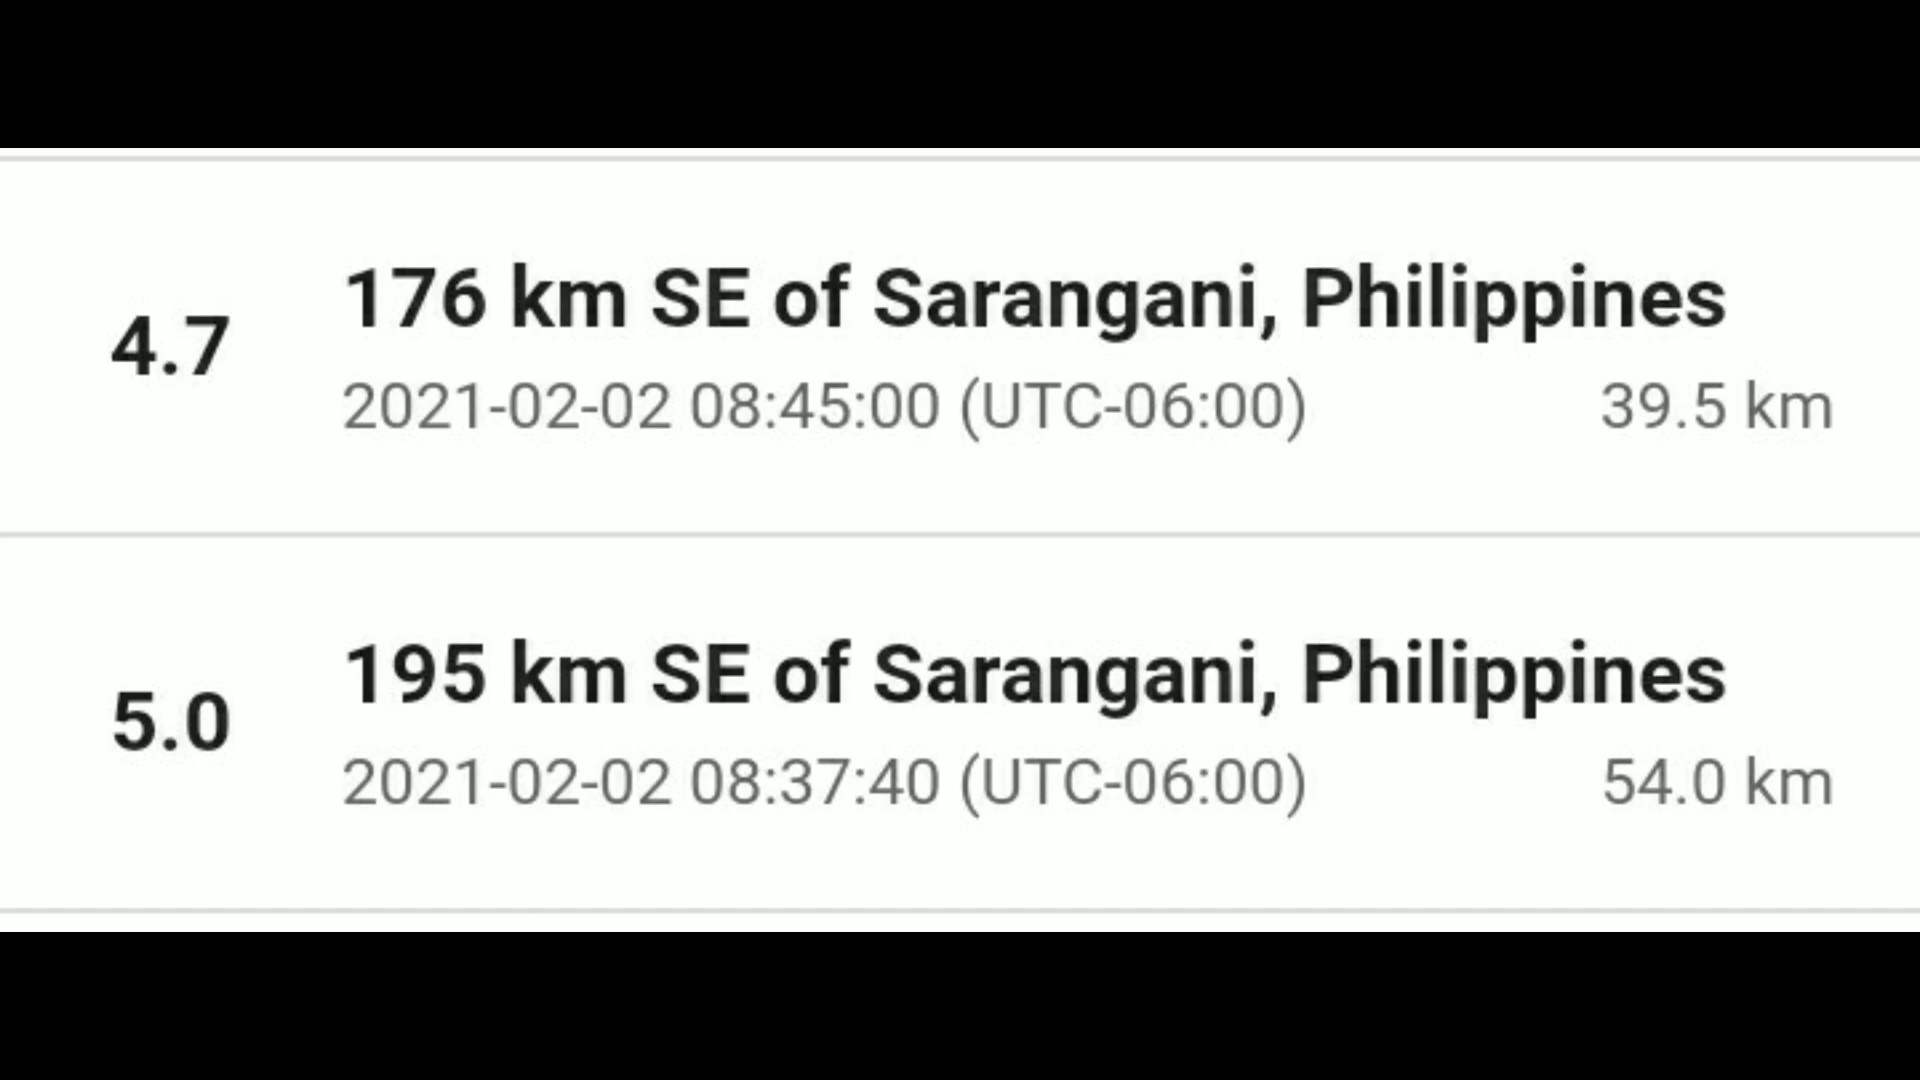 4.7
176 km SE of Sarangani, Philippines
2021-02-02 08:45:00 (UTC-06:00) 39.5 km
5.0
195 km SE of Sarangani, Philippines
2021-02-02 08:37:40 (UTC-06:00) 54.0 km